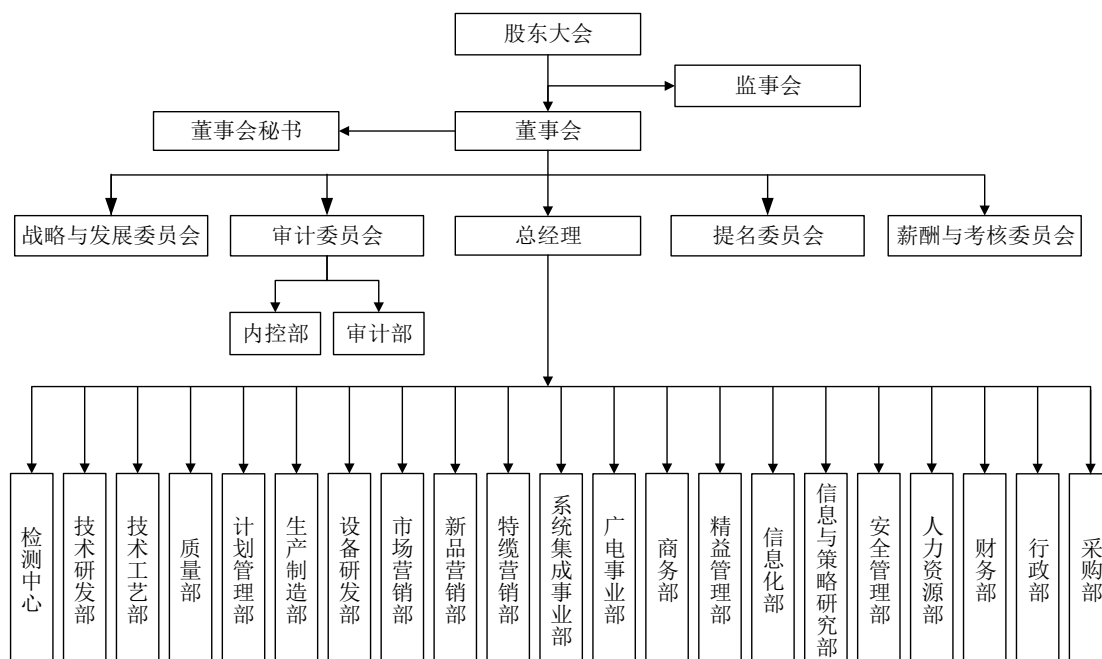 股东大会
监事会
董事会秘书
董事会
战略与发展委员会
审计委员会
总经理
提名委员会
薪酬与考核委员会
内控部
审计部
检测中心
技术研发部
技术工艺部
质量部
计划管理部
生产制造部
设备研发部
市场营销部
新品营销部
特缆营销部
系统集成事业部
广电事业部
商务部
精益管理部
信息化部
信息与策略研究部
安全管理部
人力资源部
财务部
行政部
采购部